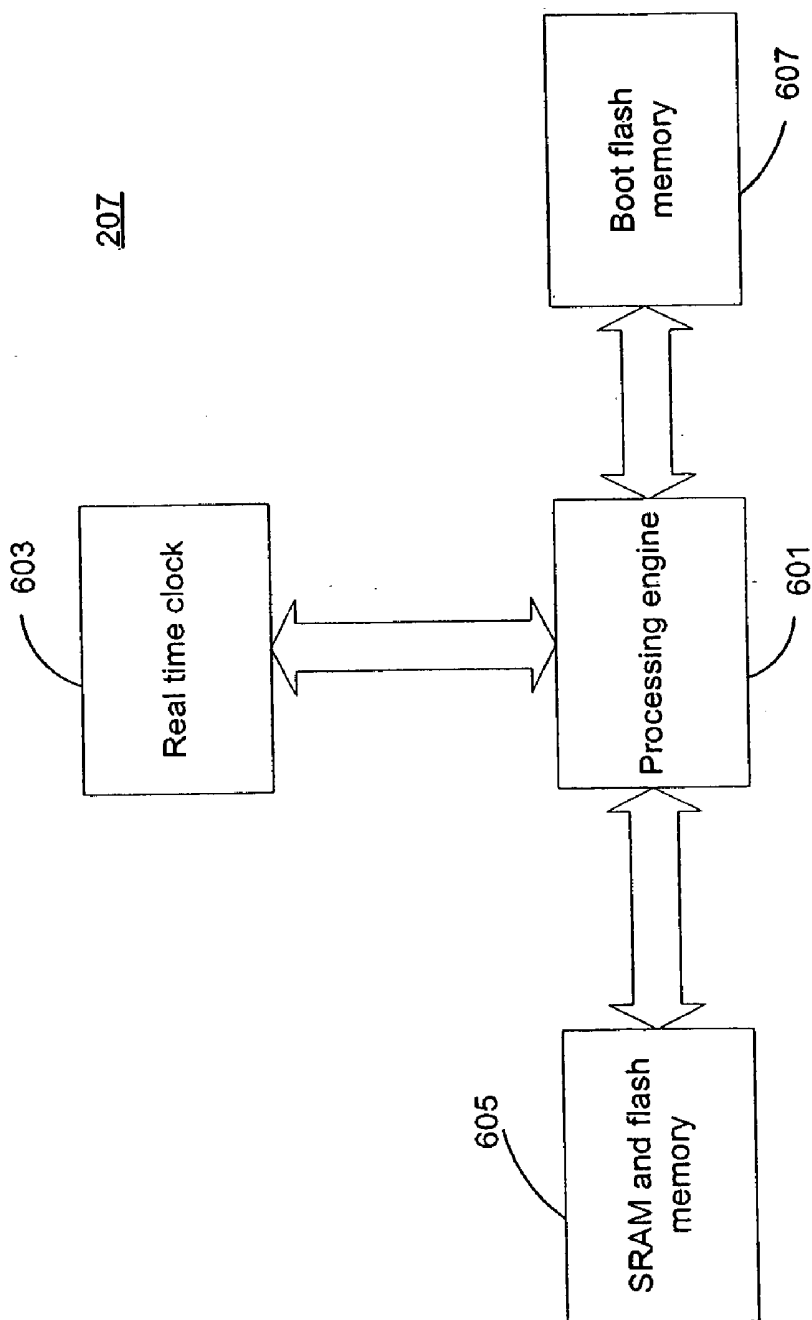 207
603
Real time clock
605
SRAM and flash
memory
Processing engine
601
Boot flash
memory
607